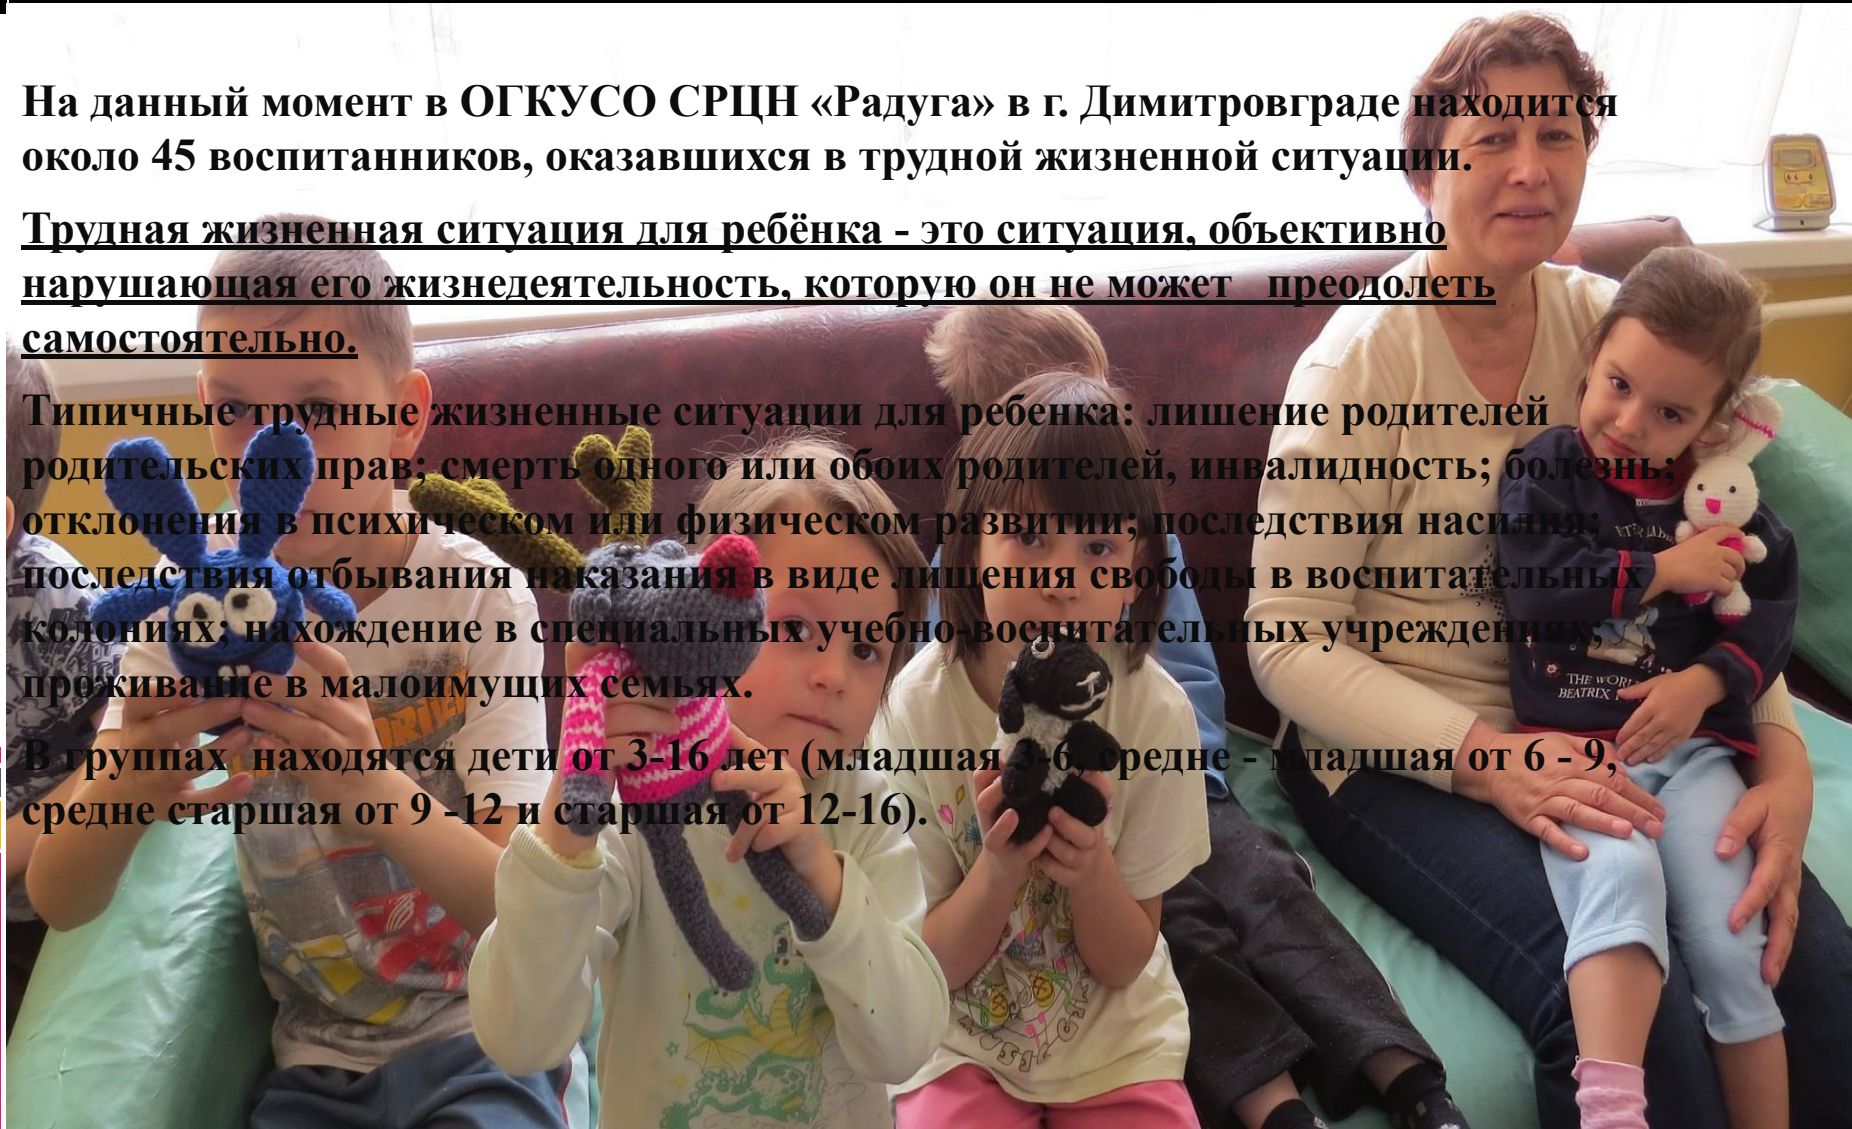 На данный момент в ОГКУСО СРЦН «Радуга» в г. Димитровграде находится
около 45 воспитанников, оказавшихся в трудной жизненной ситуации.
Трудная жизненная ситуация для ребёнка - это ситуация, объективно
нарушающая его жизнедеятельность, которую он не может преодолеть
самостоятельно.
Типичные трудные жизненные ситуации для ребенка: лишение родителей
родительских прав; смерть одного или обоих родителей, инвалидность; болезнь;
отклонения в психическом или физическом развитии; последствия насилия;
последствия отбывания наказания в виде лишения свободы в воспитательных
колониях; нахождение в специальных учебно-воспитательных учреждениях;
проживание в малоимущих семьях.
В группах находятся дети от 3-16 лет (младшая 3-6, средне - младшая от 6 - 9,
средне старшая от 9 -12 и старшая от 12-16).
THE WORL
BEATRIX